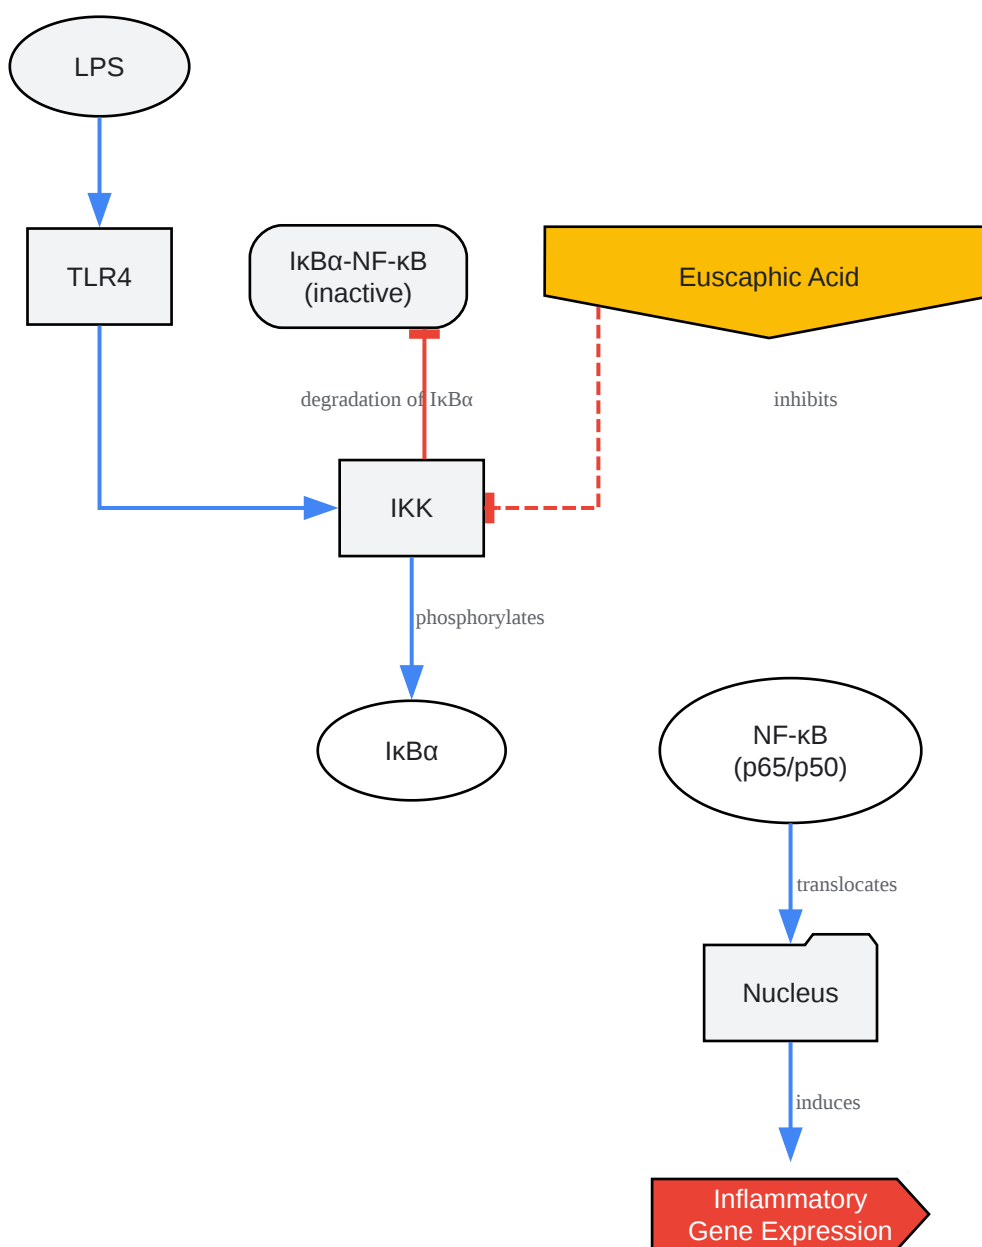 LPS
TLR4
IκBα-NF-κB
(inactive)
Euscaphic Acid
degradation of IκBα
inhibits
IKK
phosphorylates
IκBα
NF-κB
(p65/p50)
translocates
Nucleus
induces
Inflammatory
Gene Expression